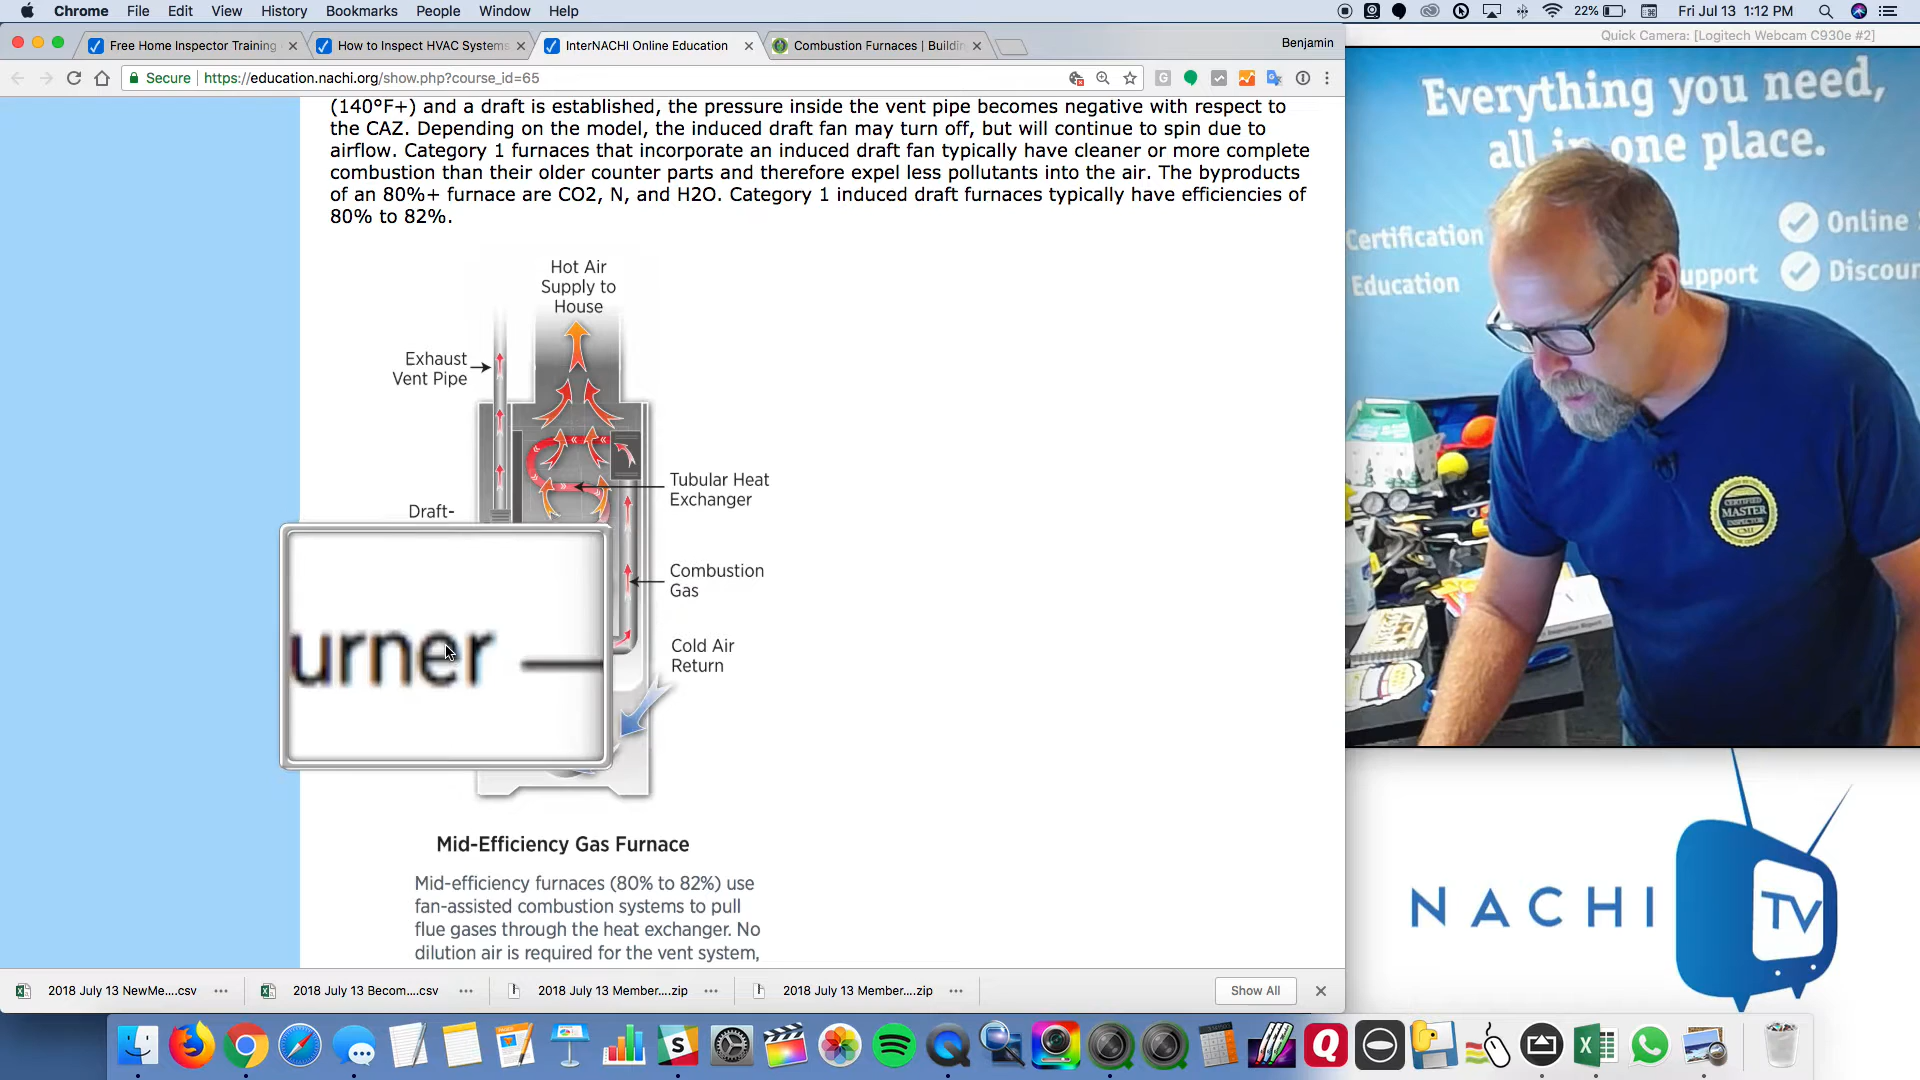 Chrome File Edit View History Bookmarks People Window Help
22% Fri Jul 13 1:12 PM
Quick Camera: [Logitech Webcam C930e #2]
Free Home Inspector Training
How to Inspect HVAC Systems
InterNACHI Online Education
Combustion Furnaces | Buildin
Benjamin
Secure https://education.nachi.org/show.php?course_id=65
(140°F+) and a draft is established, the pressure inside the vent pipe becomes negative with respect to
the CAZ. Depending on the model, the induced draft fan may turn off, but will continue to spin due to
airflow. Category 1 furnaces that incorporate an induced draft fan typically have cleaner or more complete
combustion than their older counter parts and therefore expel less pollutants into the air. The byproducts
of an 80%+ furnace are CO2, N, and H2O. Category 1 induced draft furnaces typically have efficiencies of
80% to 82%.
Hot Air
Supply to
House
Exhaust
Vent Pipe
Tubular Heat
Exchanger
Draft-
Combustion
Gas
urner
Cold Air
Return
Mid-Efficiency Gas Furnace
Mid-efficiency furnaces (80% to 82%) use
fan-assisted combustion systems to pull
flue gases through the heat exchanger. No
dilution air is required for the vent system,
Everything you need,
all in one place.
Certification
Education
upport
Online
Discoun
CERTIFIED
MASTER
INSPECTOR
CMI
NACHI
TV
2018 July 13 NewMe....csv
2018 July 13 Becom....csv
2018 July 13 Member....zip
2018 July 13 Member....zip
Show All